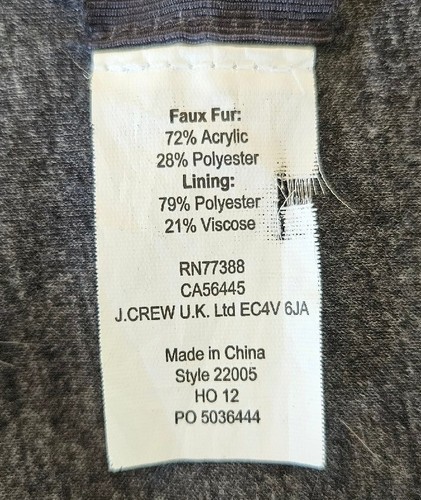 Faux Fur:
72% Acrylic
28% Polyester
Lining:
79% Polyester
21% Viscose
RN77388
CA56445
J.CREW U.K. Ltd EC4V 6JA
Made in China
Style 22005
HO 12
PO 5036444